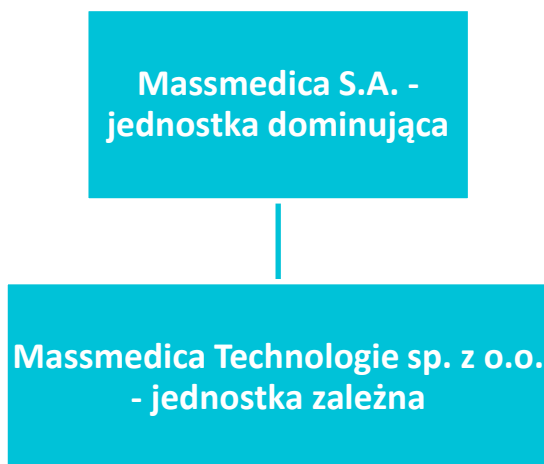 Massmedica S.A. -
jednostka dominująca
Massmedica Technologie sp. z o.o.
- jednostka zależna